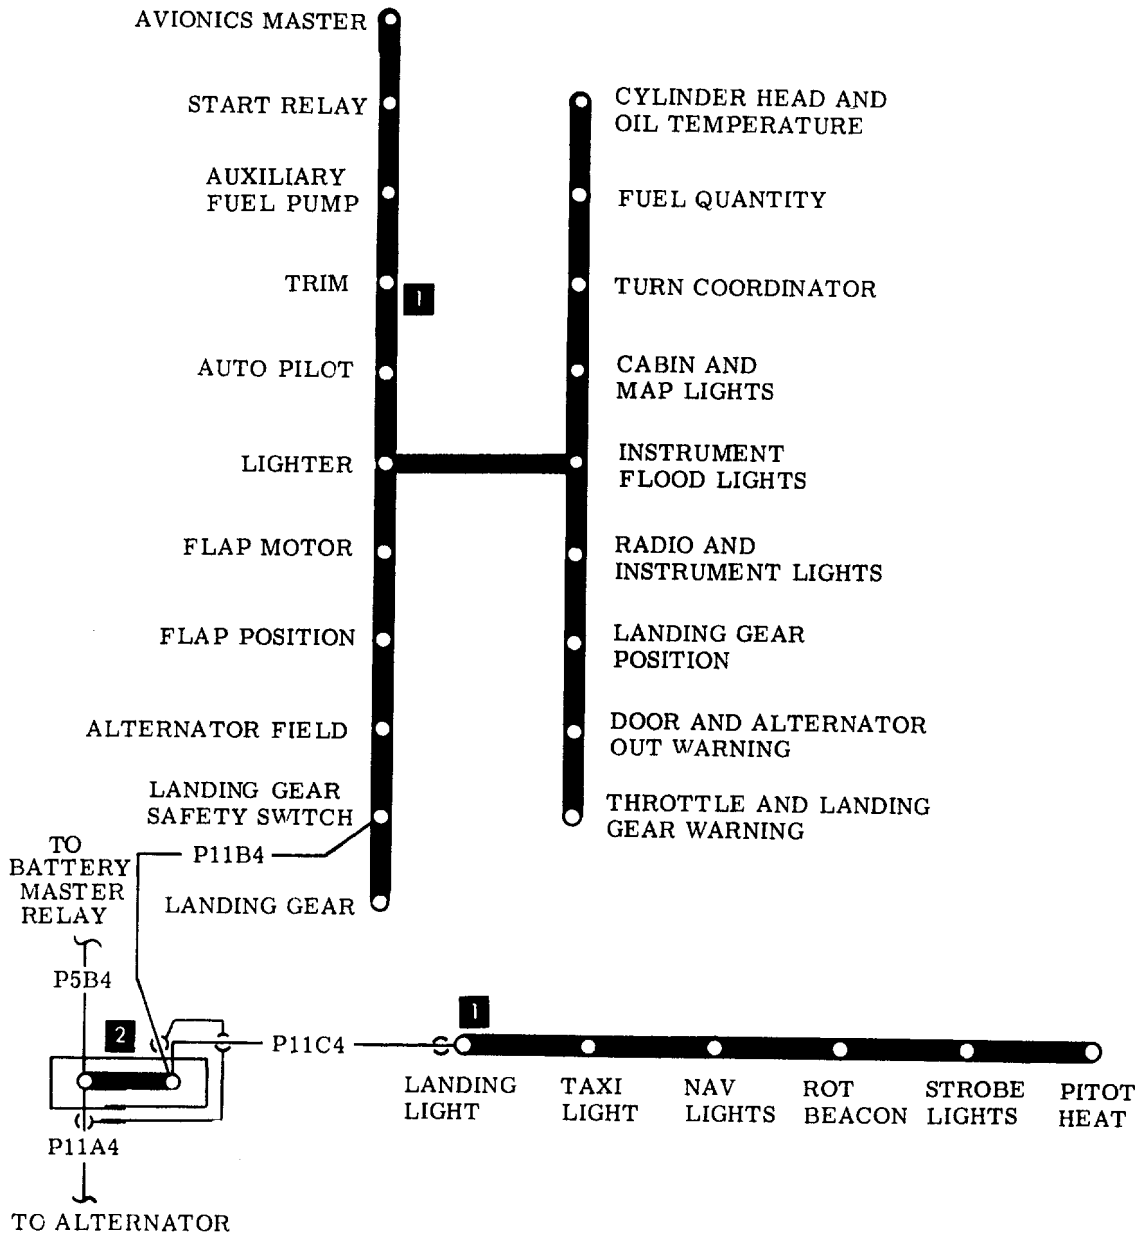 AVIONICS MASTER
START RELAY
AUXILIARY
FUEL PUMP
TRIM
1
AUTO PILOT
LIGHTER
FLAP MOTOR
FLAP POSITION
ALTERNATOR FIELD
LANDING GEAR
SAFETY SWITCH
P11B4
LANDING GEAR
CYLINDER HEAD AND
OIL TEMPERATURE
FUEL QUANTITY
TURN COORDINATOR
CABIN AND
MAP LIGHTS
INSTRUMENT
FLOOD LIGHTS
RADIO AND
INSTRUMENT LIGHTS
LANDING GEAR
POSITION
DOOR AND ALTERNATOR
OUT WARNING
THROTTLE AND LANDING
GEAR WARNING
TO
BATTERY
MASTER
RELAY
P5B4
2
P11C4
1
LANDING
LIGHT
TAXI
LIGHT
NAV
LIGHTS
ROT
BEACON
STROBE
LIGHTS
PITOT
HEAT
P11A4
TO ALTERNATOR